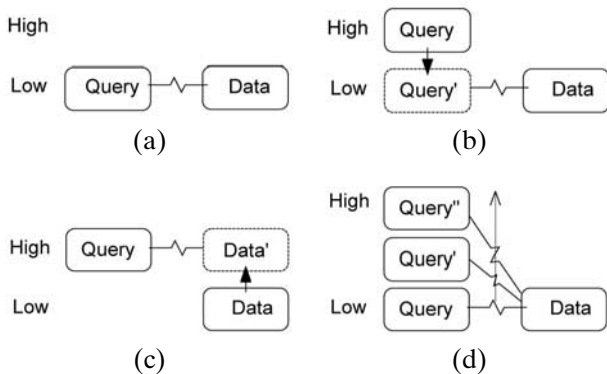 High
Low Query Data
(a)
High Query
Low Query' Data
(b)
High Query Data'
Low Data
(c)
High Query"
Query'
Low Query Data
(d)